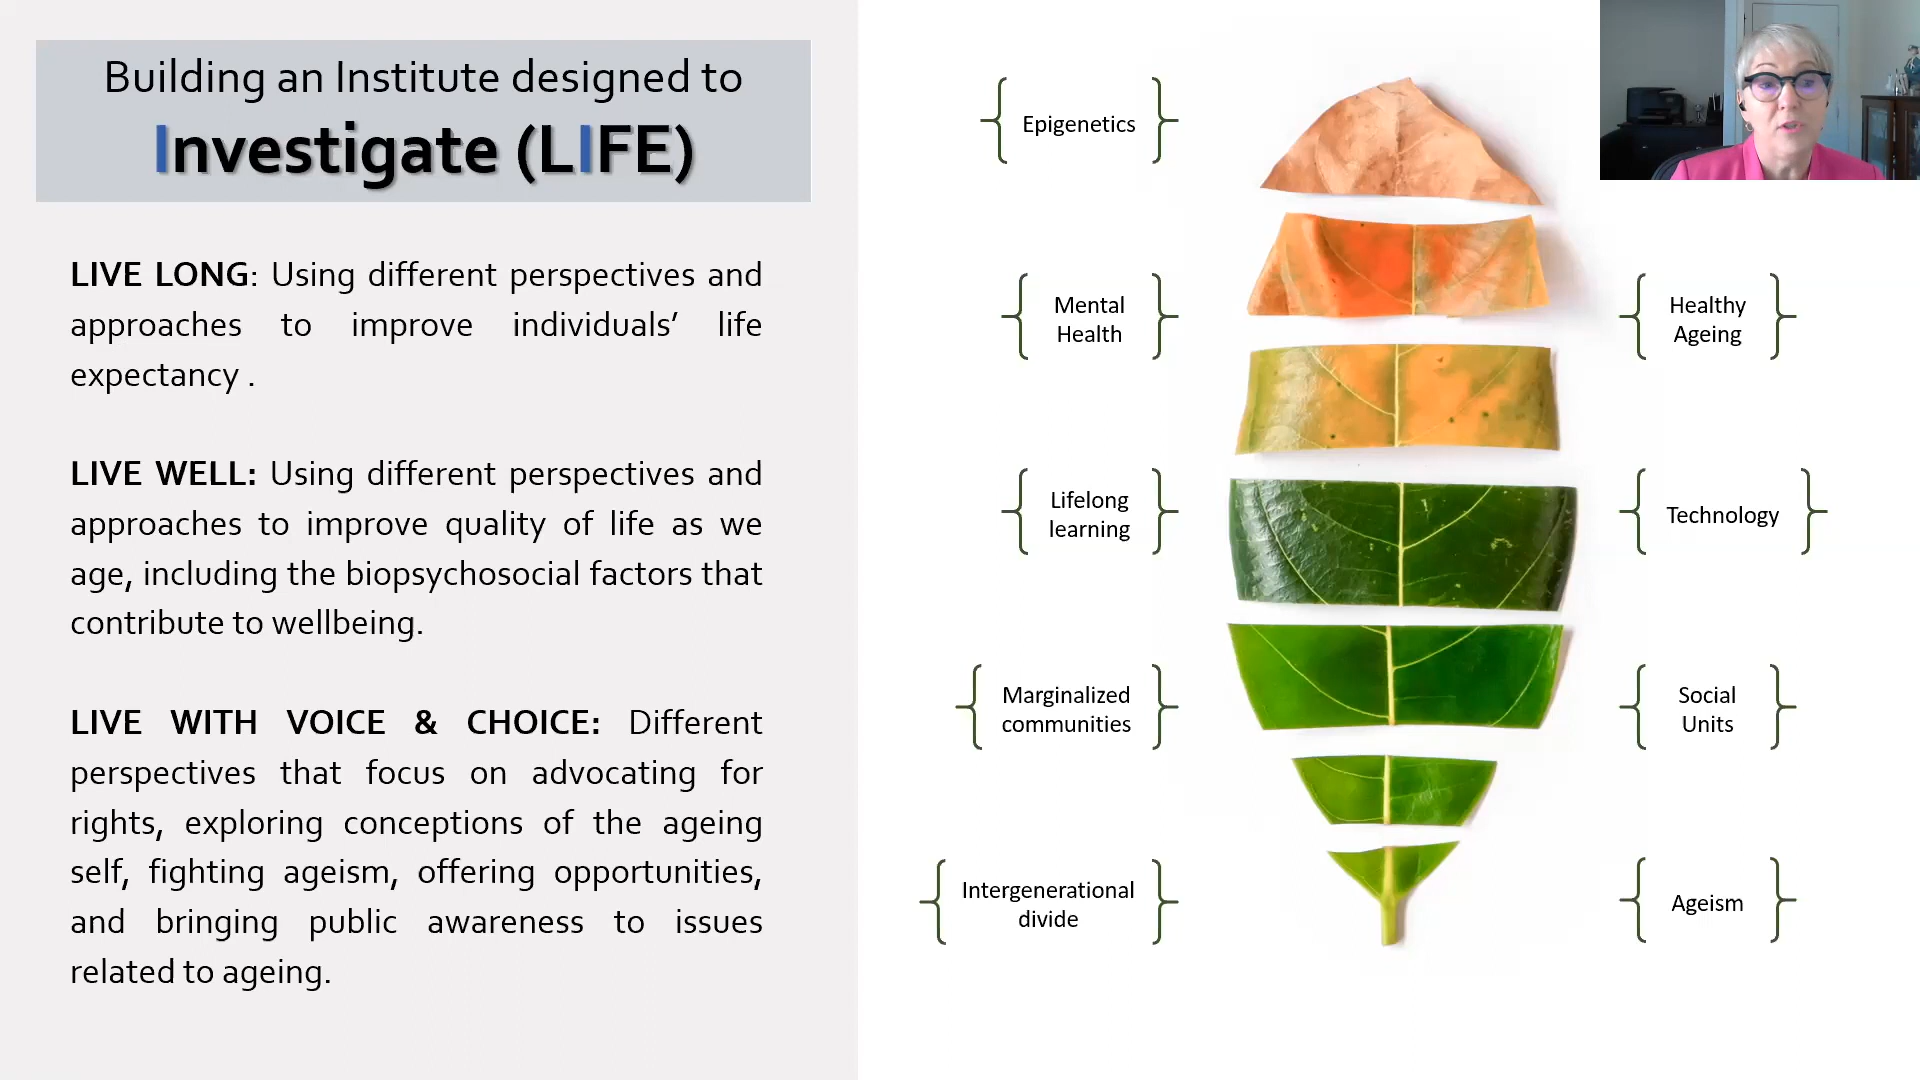 Building an Institute designed to
Investigate (LIFE)
LIVE LONG: Using different perspectives and
approaches to improve individuals’ life
expectancy .
LIVE WELL: Using different perspectives and
approaches to improve quality of life as we
age, including the biopsychosocial factors that
contribute to wellbeing.
LIVE WITH VOICE & CHOICE: Different
perspectives that focus on advocating for
rights, exploring conceptions of the ageing
self, fighting ageism, offering opportunities,
and bringing public awareness to issues
related to ageing.
Epigenetics
Mental
Health
Lifelong
learning
Marginalized
communities
Intergenerational
divide
Healthy
Ageing
Technology
Social
Units
Ageism